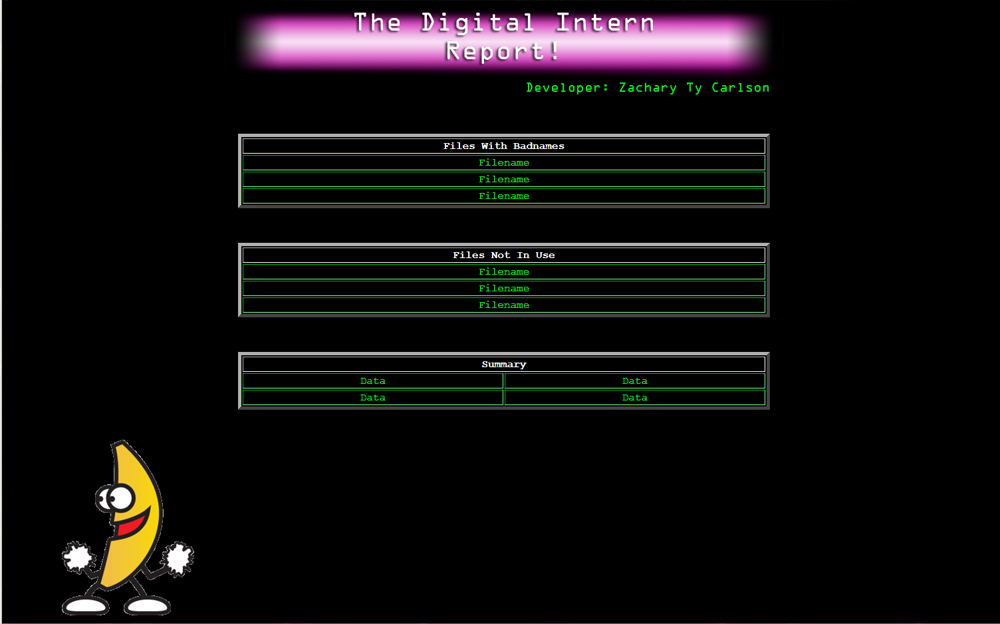 The Digital Intern
Report!
Developer: Zachary Ty Carlson
Files With Badnames
Filename
Filename
Filename
Files Not In Use
Filename
Filename
Filename
Summary
Data Data
Data Data